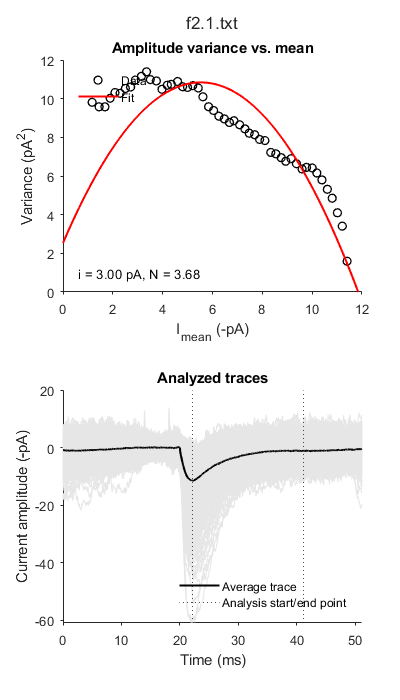 f2.1.txt
Amplitude variance vs. mean
12
10
8
6
4
2
0
Variance (pA2)
Data
Fit
i = 3.00 pA, N = 3.68
0 2 4 6 8 10 12
Imean (-pA)
Analyzed traces
20
0
-20
-40
-60
Current amplitude (-pA)
Average trace
Analysis start/end point
0 10 20 30 40 50
Time (ms)